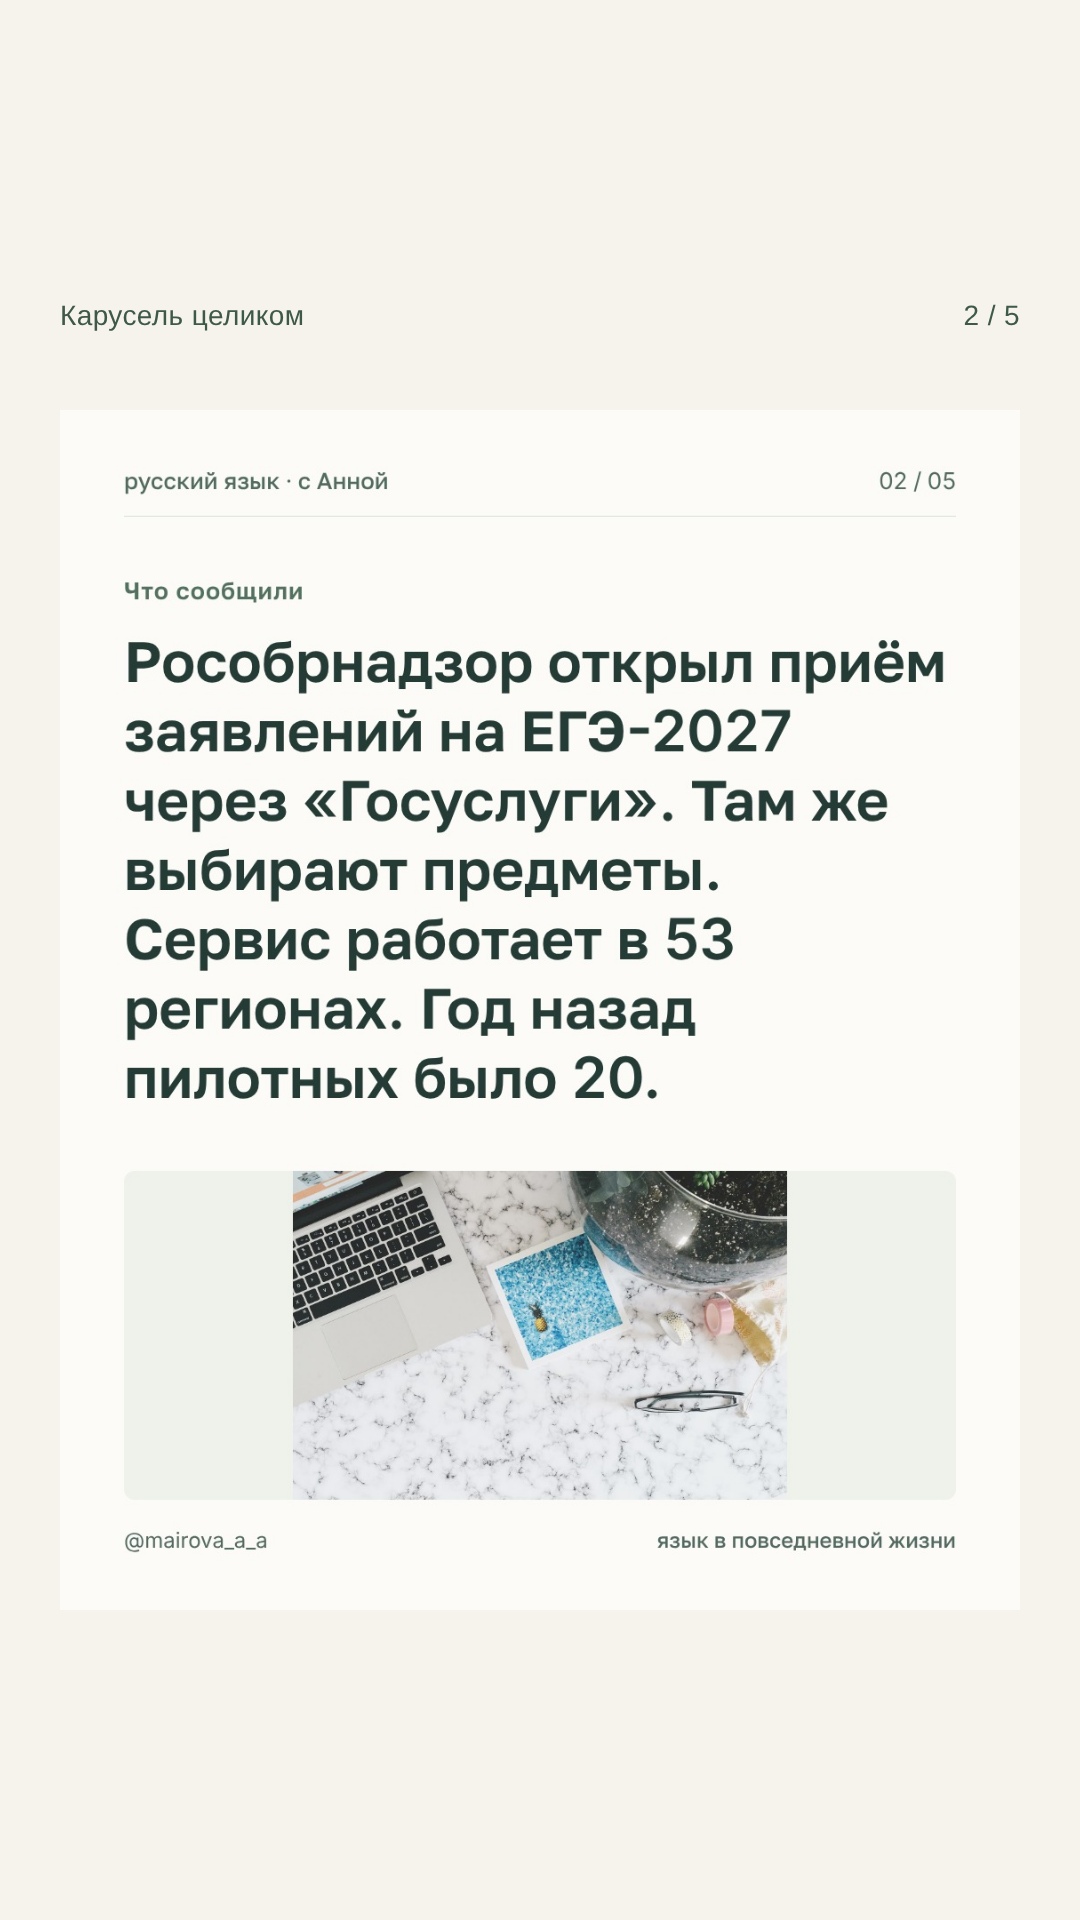 Карусель целиком
2 / 5
русский язык · с Анной
02 / 05
Что сообщили
Рособрнадзор открыл приём
заявлений на ЕГЭ-2027
через «Госуслуги». Там же
выбирают предметы.
Сервис работает в 53
регионах. Год назад
пилотных было 20.
@mairova_a_a
язык в повседневной жизни